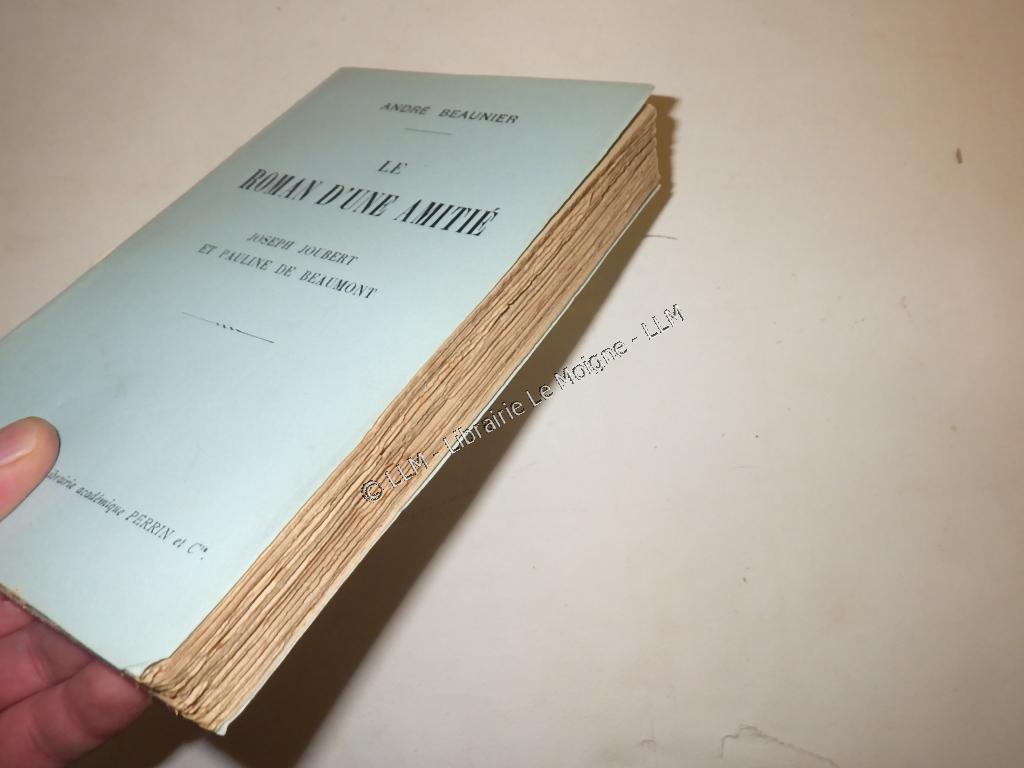 ANDRÉ BEAUNIER
LE
ROMAN D'UNE AMITIÉ
JOSEPH JOUBERT
ET PAULINE DE BEAUMONT
Librairie académique PERRIN et Cie.
© LLM - Librairie Le Moigne - LLM